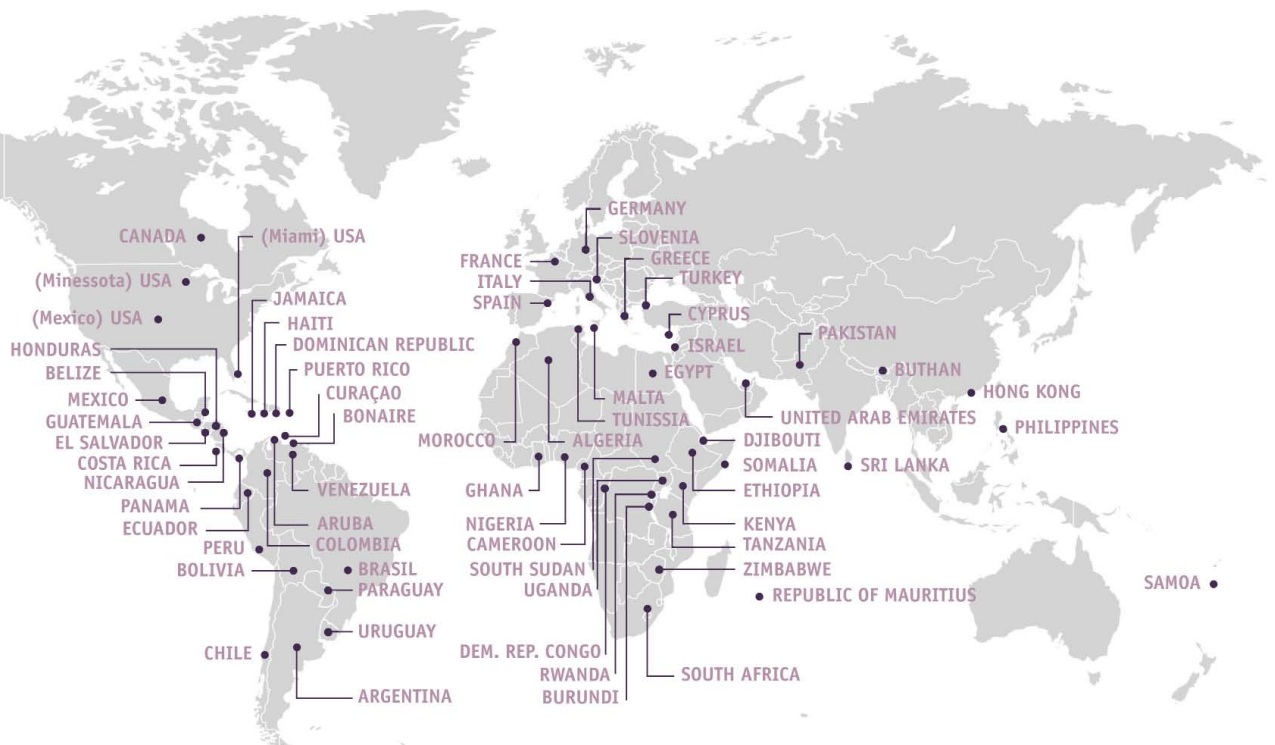 CANADA
(Miami) USA
(Minessota) USA
(Mexico) USA
JAMAICA
HAITI
HONDURAS
DOMINICAN REPUBLIC
BELIZE
PUERTO RICO
CURAÇAO
MEXICO
BONAIRE
GUATEMALA
EL SALVADOR
COSTA RICA
NICARAGUA
VENEZUELA
PANAMA
ECUADOR
ARUBA
PERU
COLOMBIA
BOLIVIA
BRASIL
PARAGUAY
URUGUAY
CHILE
ARGENTINA
GERMANY
SLOVENIA
FRANCE
GREECE
ITALY
TURKEY
SPAIN
CYPRUS
ISRAEL
EGYPT
MALTA
TUNISSIA
MOROCCO
ALGERIA
GHANA
NIGERIA
CAMEROON
SOUTH SUDAN
UGANDA
DEM. REP. CONGO
RWANDA
BURUNDI
PAKISTAN
BUTHAN
HONG KONG
UNITED ARAB EMIRATES
PHILIPPINES
DJIBOUTI
SOMALIA
SRI LANKA
ETHIOPIA
KENYA
TANZANIA
ZIMBABWE
REPUBLIC OF MAURITIUS
SAMOA
SOUTH AFRICA